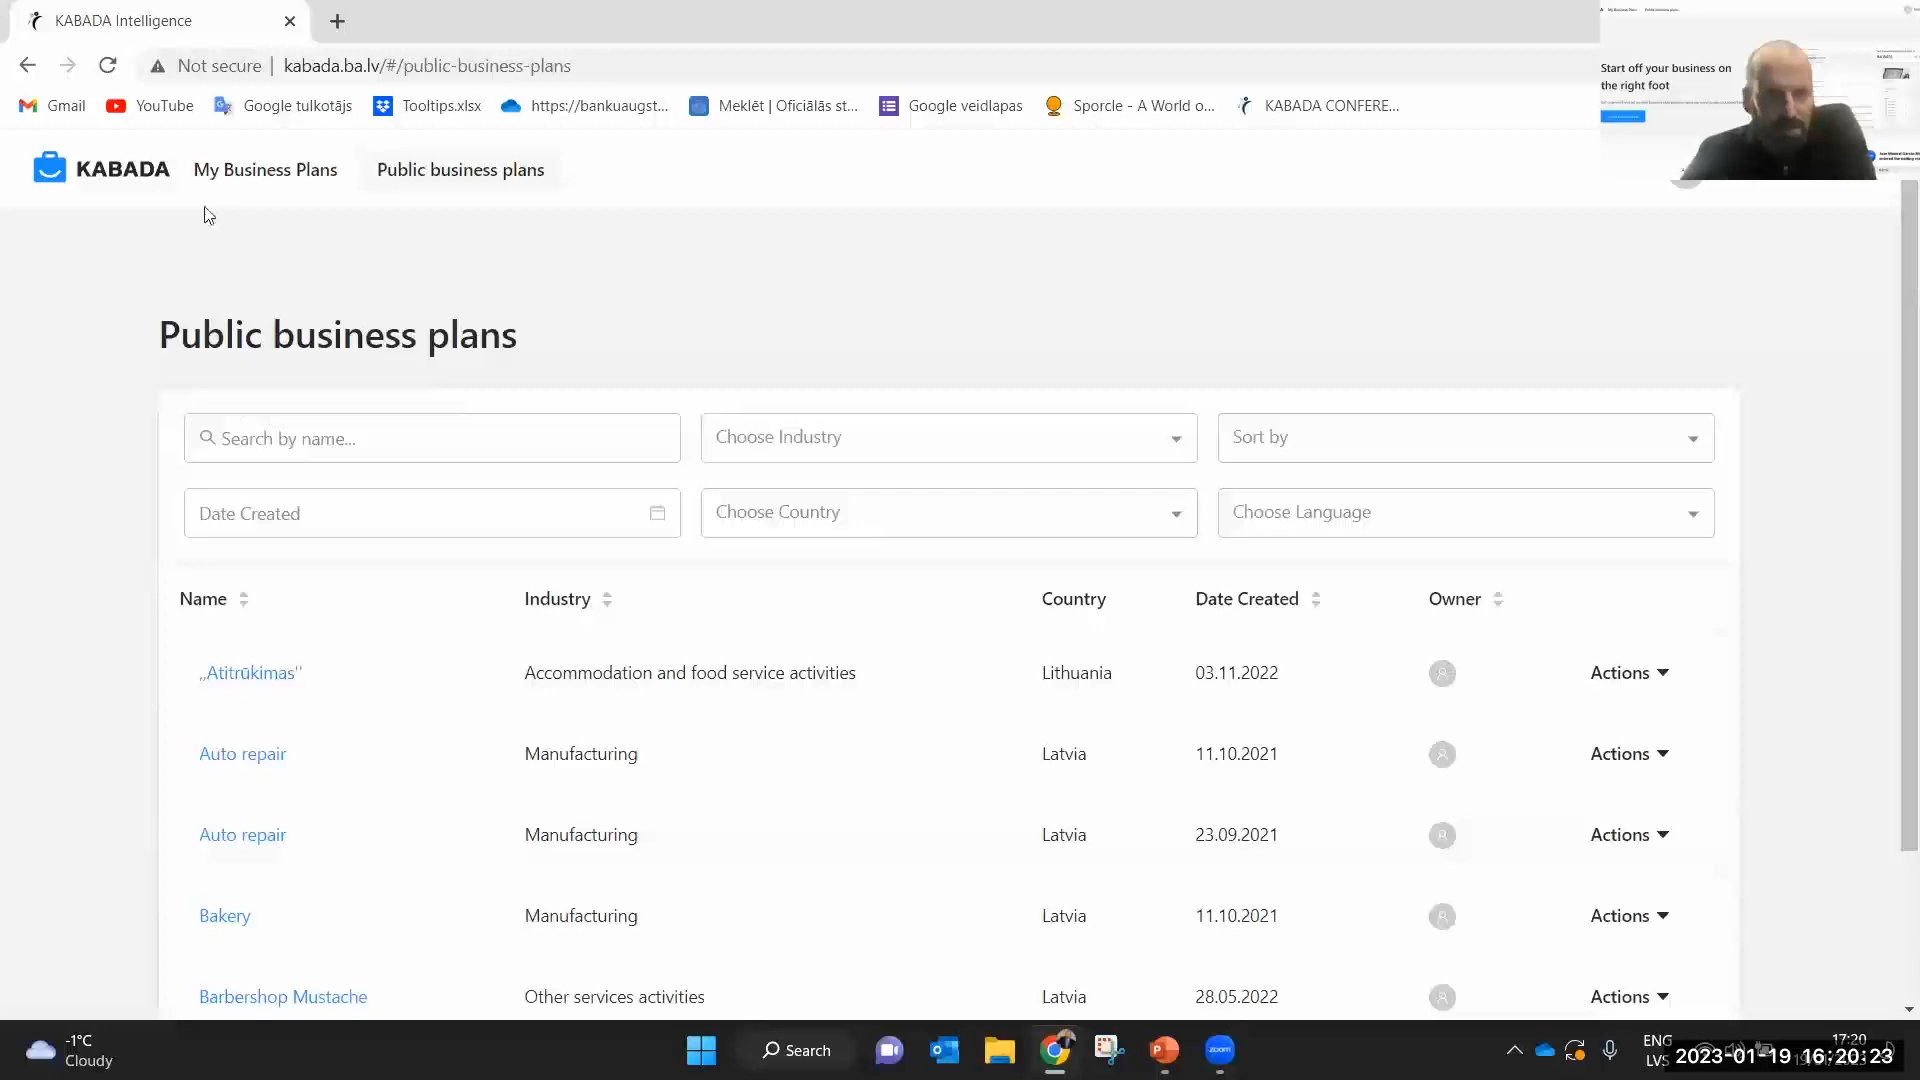 KABADA Intelligence
Not secure | kabada.ba.lv/#/public-business-plans
Gmail YouTube Google tulkotājs Tooltips.xlsx https://bankuaugst... Meklēt | Oficiālās st... Google veidlapas Sporcle - A World o... KABADA CONFERE...
Start off your business on
the right foot
KABADA My Business Plans Public business plans
Public business plans
Search by name... Choose Industry Sort by
Date Created Choose Country Choose Language
Name Industry Country Date Created Owner
„Atitrūkimas'' Accommodation and food service activities Lithuania 03.11.2022 Actions
Auto repair Manufacturing Latvia 11.10.2021 Actions
Auto repair Manufacturing Latvia 23.09.2021 Actions
Bakery Manufacturing Latvia 11.10.2021 Actions
Barbershop Mustache Other services activities Latvia 28.05.2022 Actions
-1°C
Cloudy
Search
zoom
ENG
LVS
17:20
2023-01-19 16:20:23